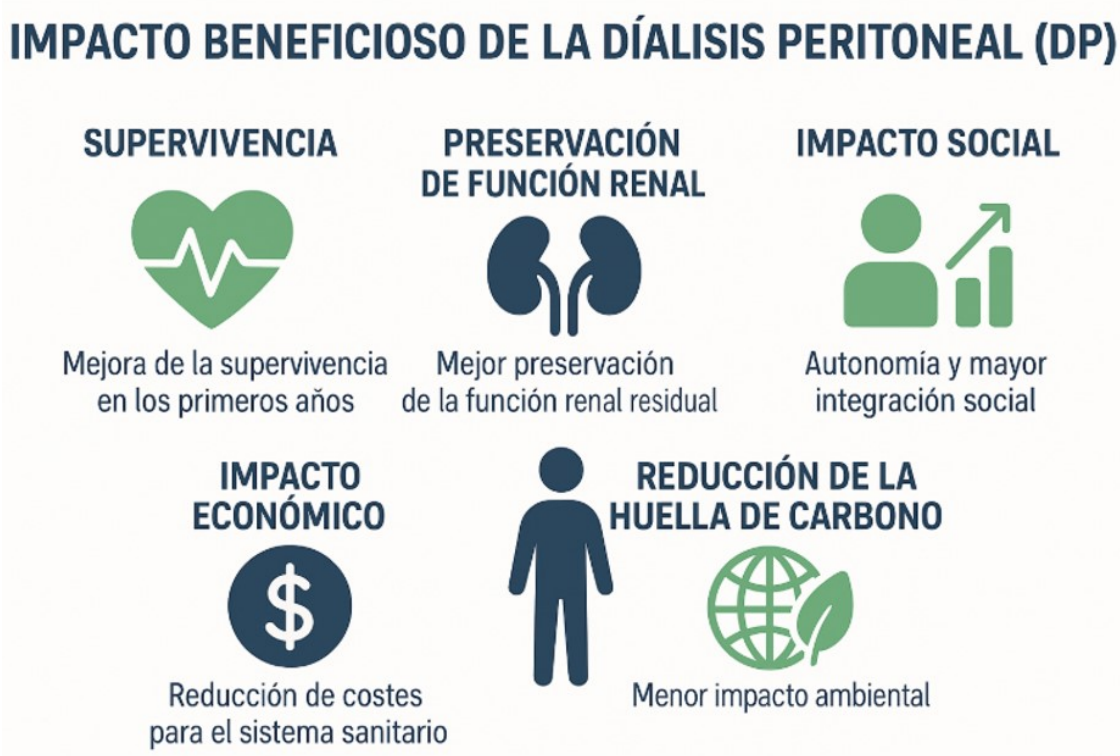 IMPACTO BENEFICIOSO DE LA DÍALISIS PERITONEAL (DP)
SUPERVIVENCIA
Mejora de la supervivencia
en los primeros años
PRESERVACIÓN
DE FUNCIÓN RENAL
Mejor preservación
de la función renal residual
IMPACTO SOCIAL
Autonomía y mayor
integración social
IMPACTO
ECONÓMICO
$
Reducción de costes
para el sistema sanitario
REDUCCIÓN DE LA
HUELLA DE CARBONO
Menor impacto ambiental